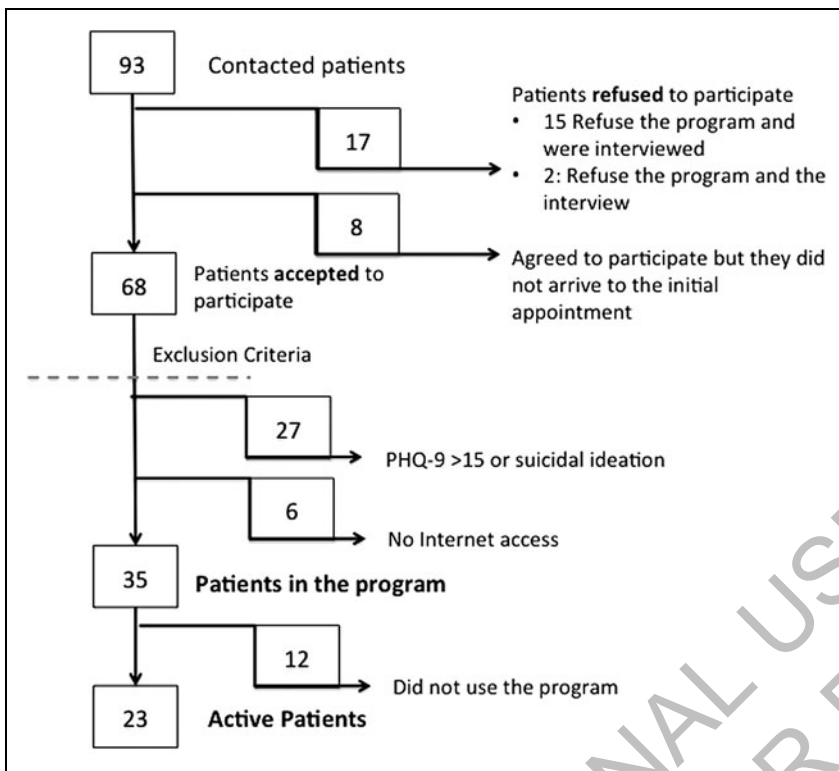 93
Contacted patients
17
Patients refused to participate
• 15 Refuse the program and
were interviewed
• 2: Refuse the program and the
interview
8
Agreed to participate but they did
not arrive to the initial
appointment
68
Patients accepted to
participate
Exclusion Criteria
27
PHQ-9 >15 or suicidal ideation
6
No Internet access
35
Patients in the program
12
Did not use the program
23
Active Patients